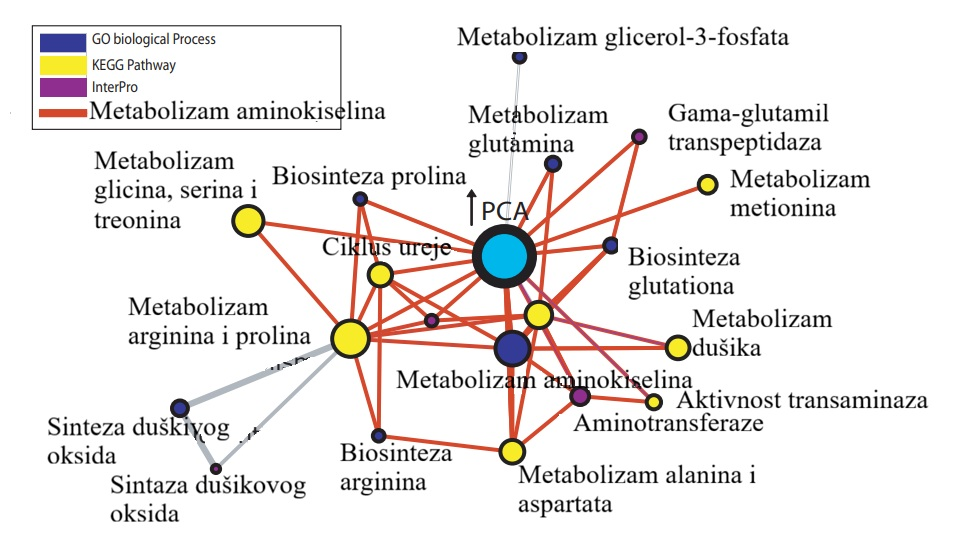 GO biological Process
KEGG Pathway
InterPro
Metabolizam aminokiselina
Metabolizam glicerol-3-fosfata
Metabolizam
glutamina
Gama-glutamil
transpeptidaza
Metabolizam
glicina, serina i
treonina
Biosinteza prolina
Metabolizam
metionina
PCA
Ciklus ureje
Biosinteza
glutationa
Metabolizam
arginina i prolina
Metabolizam
dušika
Metabolizam aminokiselina
Aktivnost transaminaza
Aminotransferaze
Sinteza duškivog
oksida
Biosinteza
arginina
Metabolizam alanina i
aspartata
Sintaza dušikovog
oksida